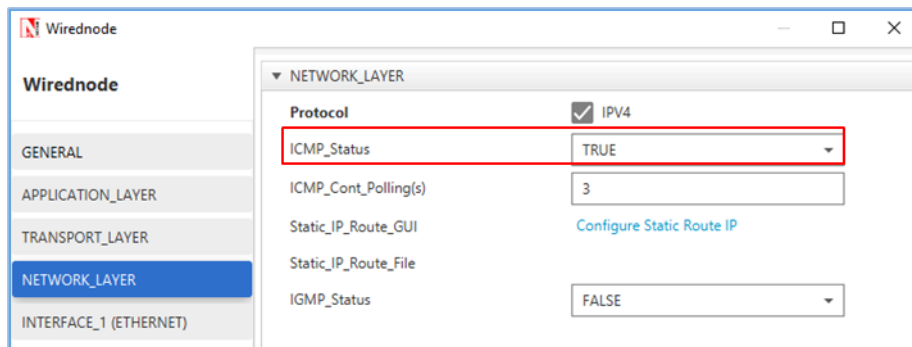 Wirednode
Wirednode
GENERAL
APPLICATION_LAYER
TRANSPORT_LAYER
NETWORK_LAYER
INTERFACE_1 (ETHERNET)
NETWORK_LAYER
Protocol IPV4
ICMP_Status TRUE
ICMP_Cont_Polling(s) 3
Static_IP_Route_GUI Configure Static Route IP
Static_IP_Route_File
IGMP_Status FALSE